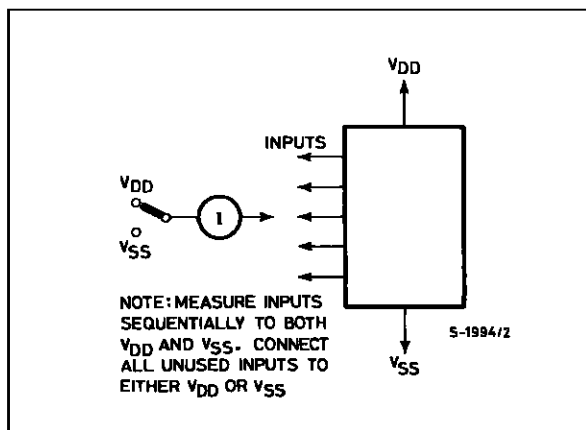 VDD
INPUTS
VDD
I
VSS
NOTE: MEASURE INPUTS
SEQUENTIALLY TO BOTH
VDD AND VSS. CONNECT
ALL UNUSED INPUTS TO
EITHER VDD OR VSS
S-1994/2
VSS